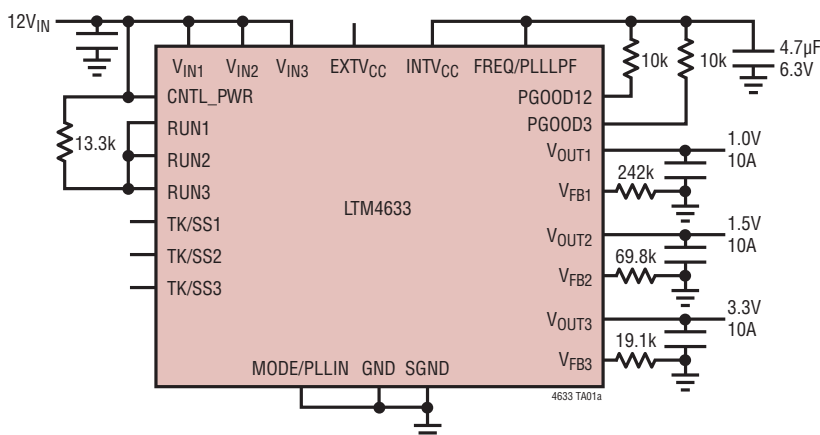 12VIN
VIN1 VIN2 VIN3 EXTVCC INTVCC FREQ/PLLLPF
10k 10k 4.7µF
6.3V
CNTL_PWR PGOOD12
13.3k
RUN1 PGOOD3
RUN2 VOUT1 1.0V
10A
RUN3 VFB1 242k
LTM4633
TK/SS1 VOUT2 1.5V
10A
TK/SS2 VFB2 69.8k
TK/SS3 VOUT3 3.3V
10A
VFB3 19.1k
MODE/PLLIN GND SGND
4633 TA01a